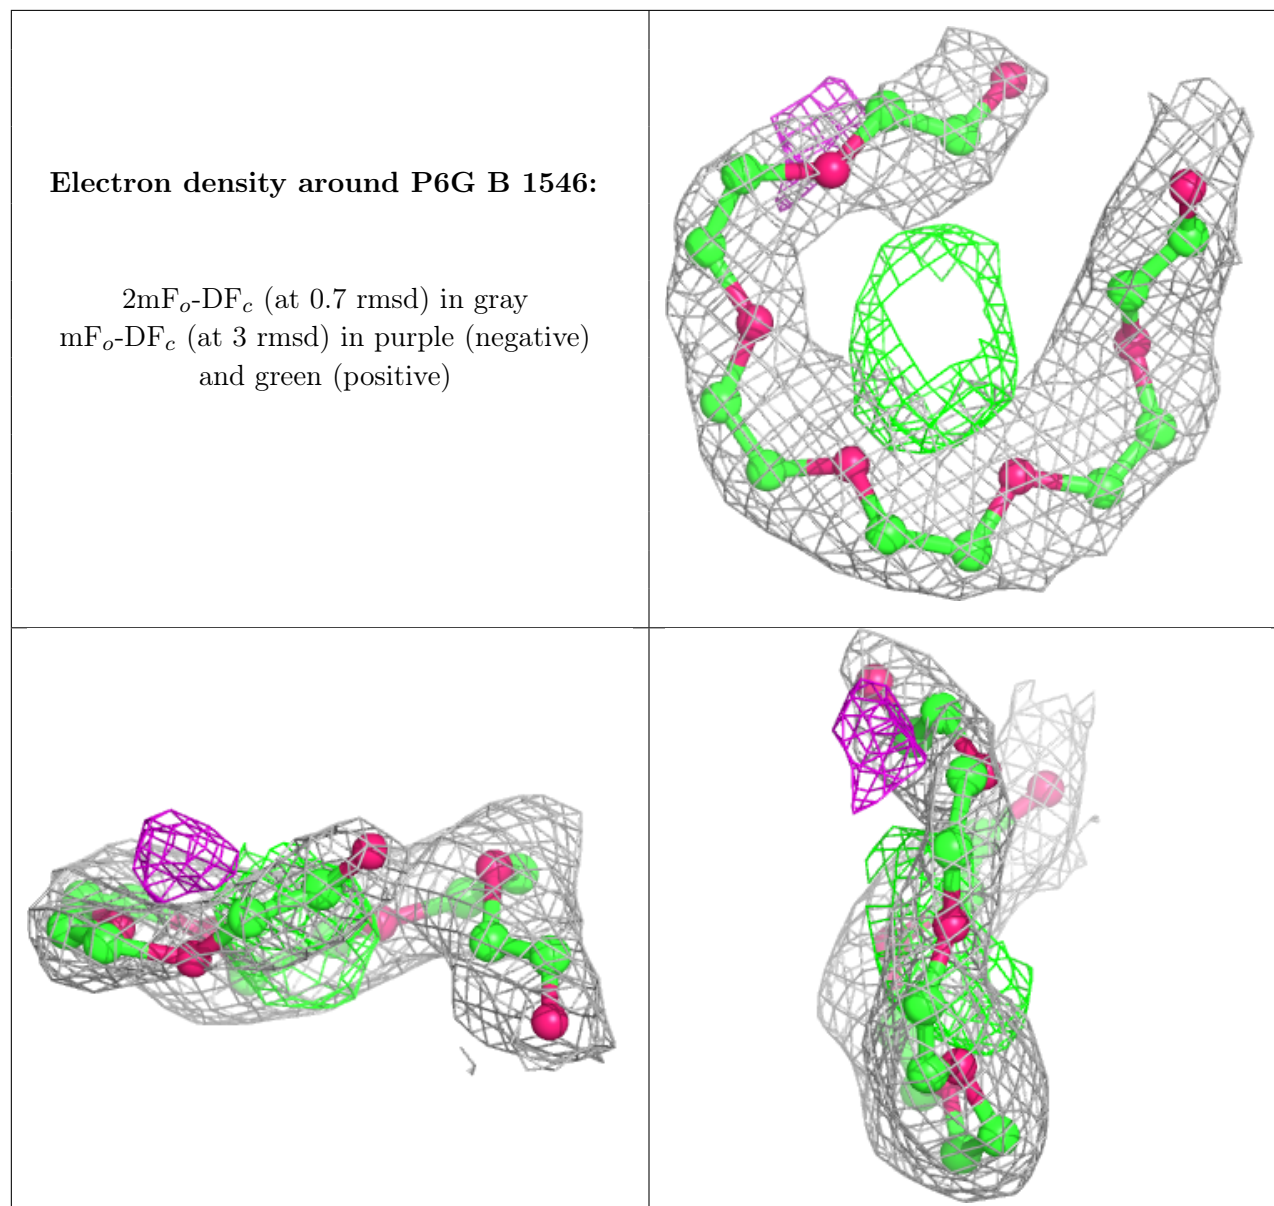 Electron density around P6G B 1546:
2mFo-DFc (at 0.7 rmsd) in gray
mFo-DFc (at 3 rmsd) in purple (negative)
and green (positive)